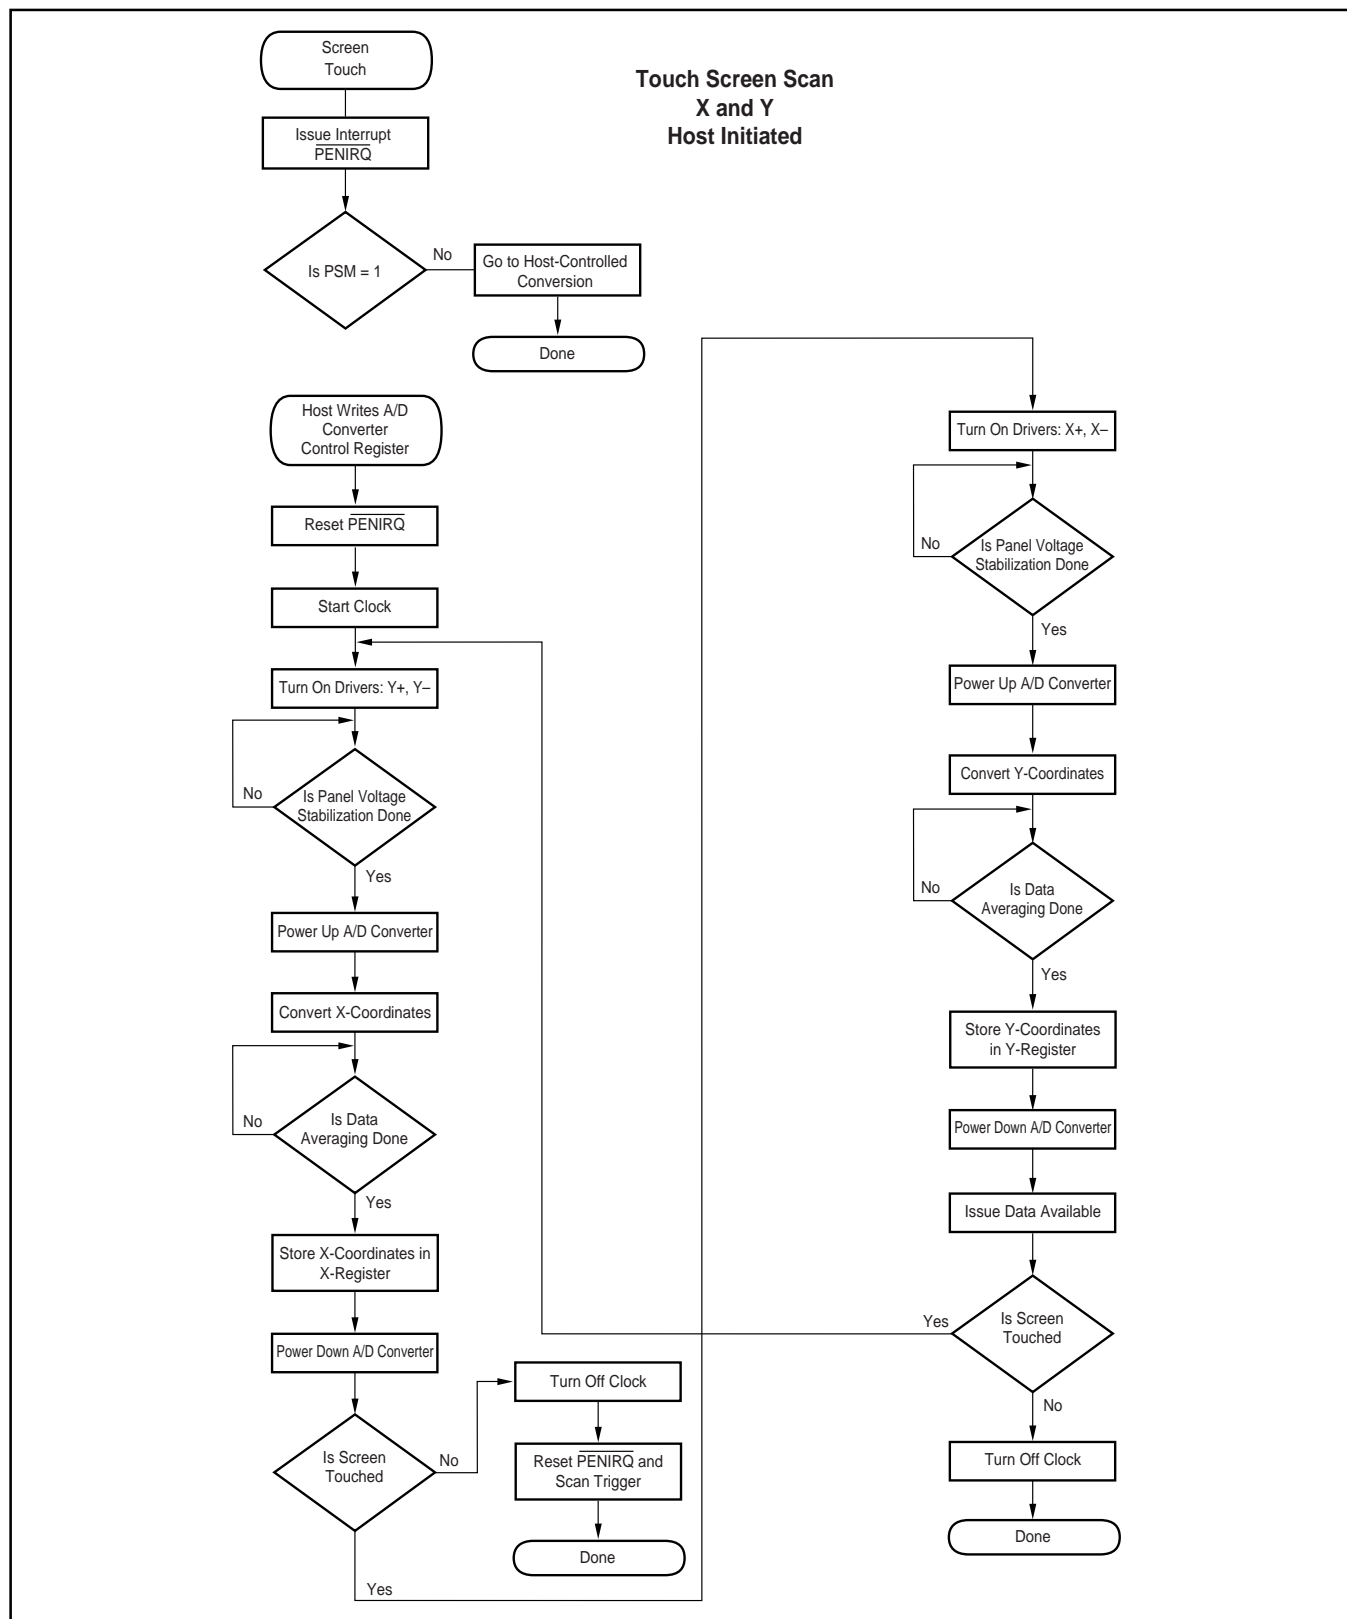 Touch Screen Scan
X and Y
Host Initiated
Screen
Touch
Issue Interrupt
PENIRQ
Is PSM = 1
No
Go to Host-Controlled
Conversion
Done
Host Writes A/D
Converter
Control Register
Reset PENIRQ
Start Clock
Turn On Drivers: Y+, Y–
Is Panel Voltage
Stabilization Done
No
Yes
Power Up A/D Converter
Convert X-Coordinates
Is Data
Averaging Done
No
Yes
Store X-Coordinates in
X-Register
Power Down A/D Converter
Is Screen
Touched
No
Turn Off Clock
Reset PENIRQ and
Scan Trigger
Done
Yes
Turn On Drivers: X+, X–
Is Panel Voltage
Stabilization Done
No
Yes
Power Up A/D Converter
Convert Y-Coordinates
Is Data
Averaging Done
No
Yes
Store Y-Coordinates
in Y-Register
Power Down A/D Converter
Issue Data Available
Is Screen
Touched
Yes
No
Turn Off Clock
Done